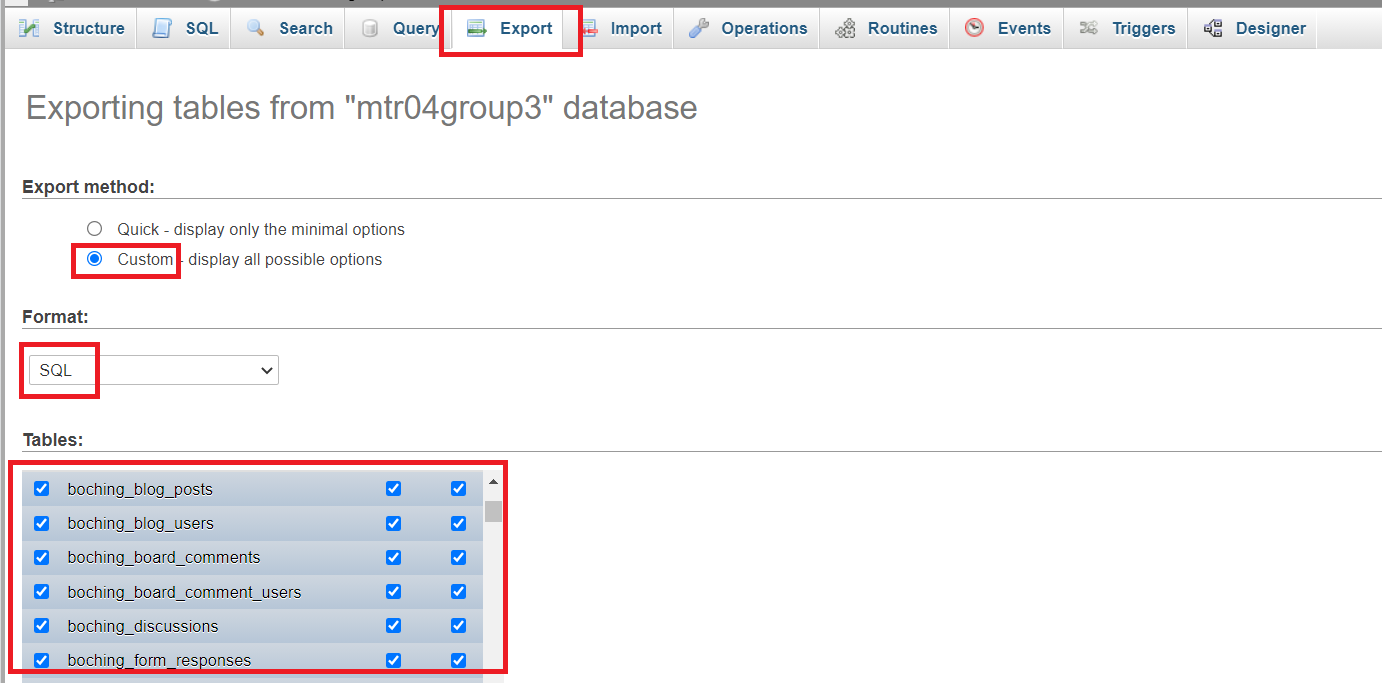 Structure SQL Search Query Export Import Operations Routines Events Triggers Designer
Exporting tables from "mtr04group3" database
Export method:
Quick - display only the minimal options
Custom - display all possible options
Format:
SQL
Tables:
boching_blog_posts
boching_blog_users
boching_board_comments
boching_board_comment_users
boching_discussions
boching_form_responses